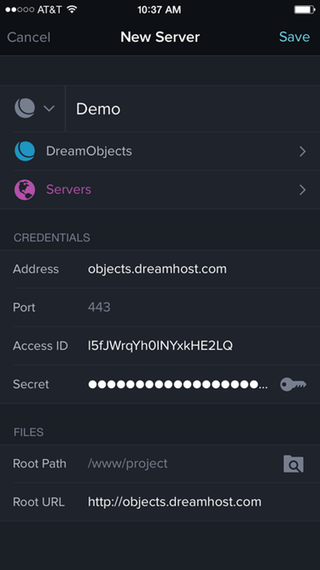 AT&T 10:37 AM
Cancel New Server Save
Demo
DreamObjects
Servers
CREDENTIALS
Address objects.dreamhost.com
Port 443
Access ID I5fJWrqYh0INYxkHE2LQ
Secret ●●●●●●●●●●●●●●●●●●...
FILES
Root Path /www/project
Root URL http://objects.dreamhost.com